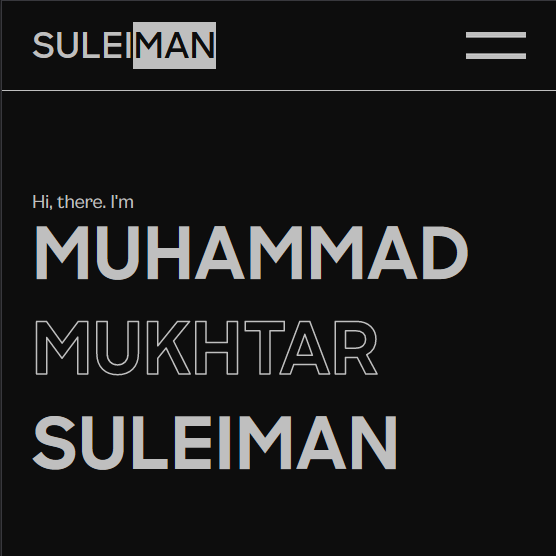 SULEIMAN
Hi, there. I'm
MUHAMMAD
MUKHTAR
SULEIMAN